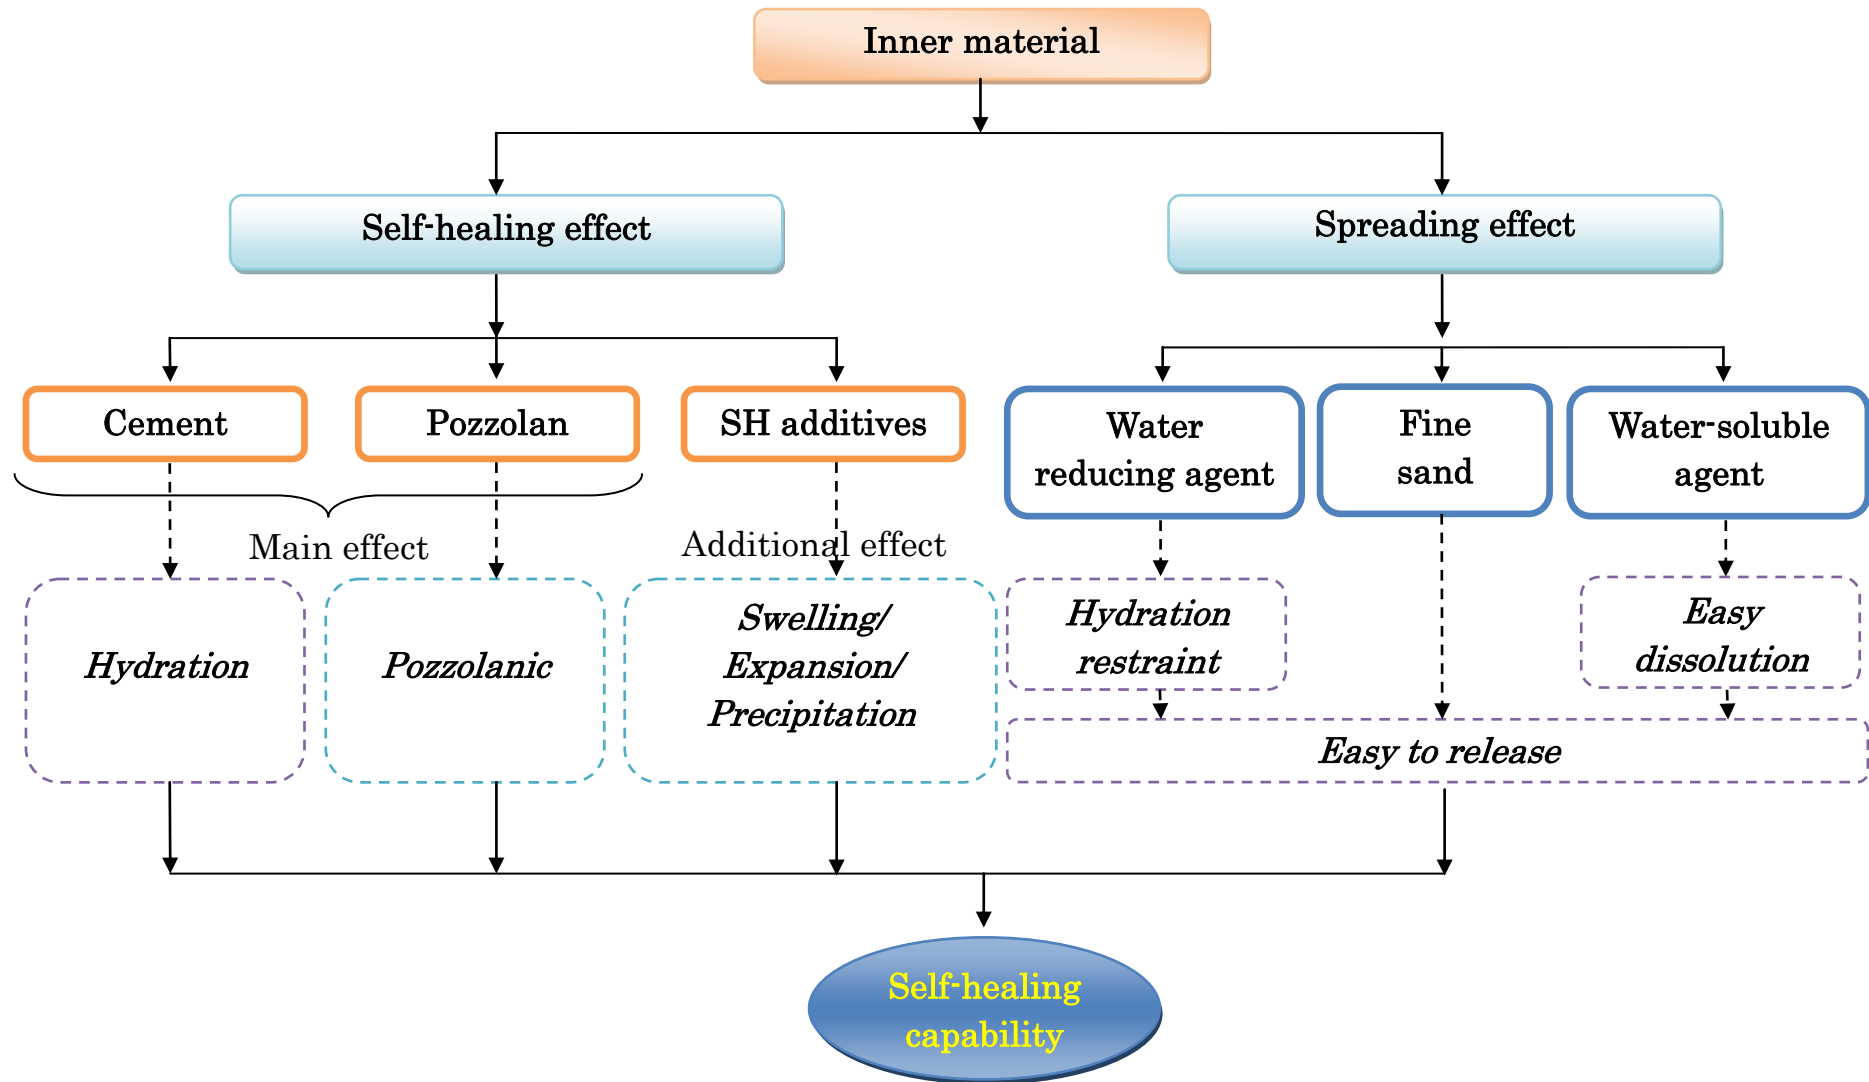 Inner material
Self-healing effect
Spreading effect
Cement
Pozzolan
SH additives
Water
reducing agent
Fine
sand
Water-soluble
agent
Main effect
Additional effect
Hydration
Pozzolanic
Swelling/
Expansion/
Precipitation
Hydration
restraint
Easy
dissolution
Easy to release
Self-healing
capability